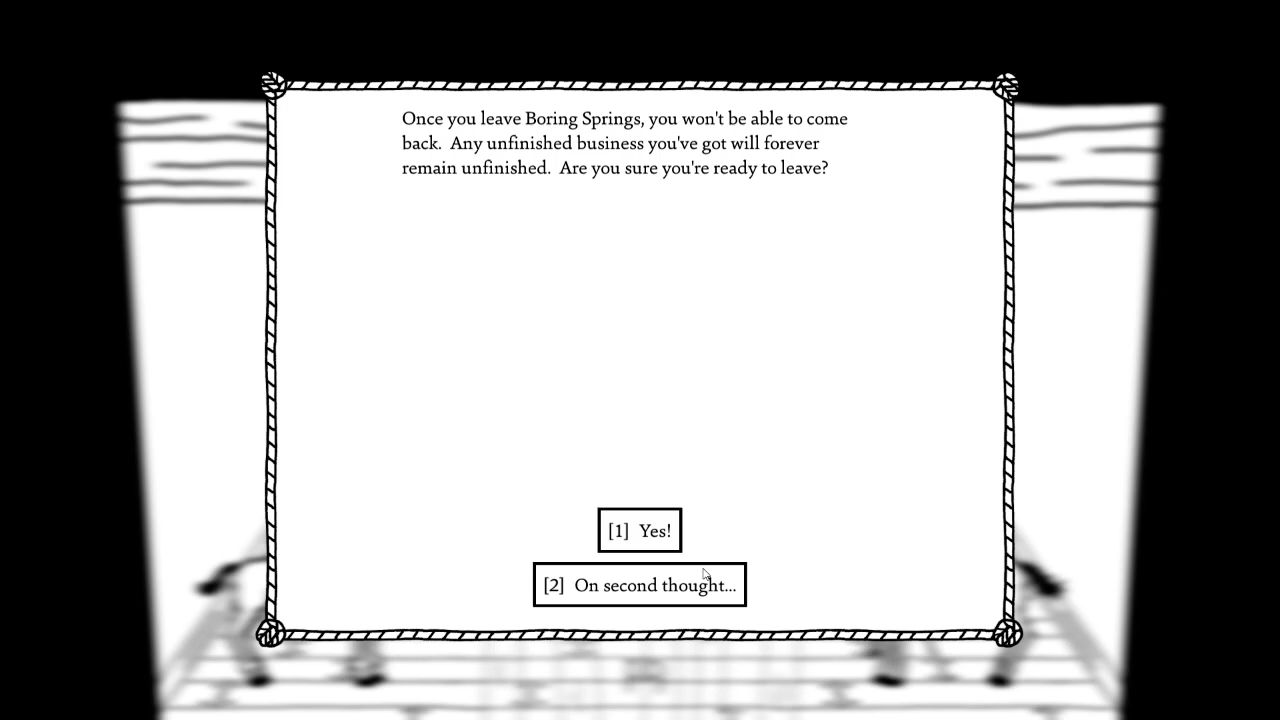 Once you leave Boring Springs, you won't be able to come
back.  Any unfinished business you've got will forever
remain unfinished.  Are you sure you're ready to leave?
[1]  Yes!
[2]  On second thought...